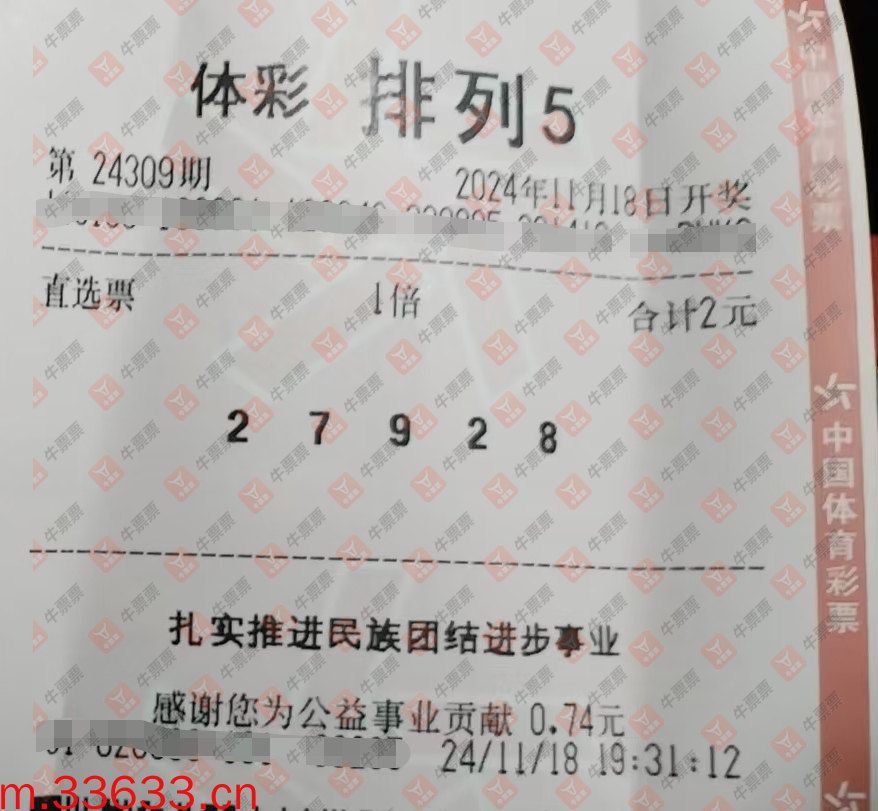 体彩 排列5
第 24309期 2024年11月18日开奖
直选票 1倍 合计2元
2 7 9 2 8
扎实推进民族团结进步事业
感谢您为公益事业贡献 0.74元
24/11/18 19:31:12
中国体育彩票
牛票票
m.33633.cn